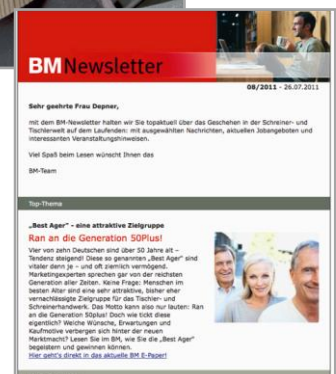 BMNewsletter
08/2011 - 26.07.2011
Sehr geehrte Frau Depner,
mit dem BM-Newsletter halten wir Sie topaktuell über das Geschehen in der Schreiner- und
Tischlerwelt auf dem Laufenden: mit ausgewählten Nachrichten, aktuellen Jobangeboten und
interessanten Veranstaltungshinweisen.
Viel Spaß beim Lesen wünscht Ihnen das
BM-Team
Top-Thema
„Best Ager" - eine attraktive Zielgruppe
Ran an die Generation 50Plus!
Vier von zehn Deutschen sind über 50 Jahre alt –
Tendenz steigend! Diese so genannten „Best Ager" sind
vitaler denn je – und oft ziemlich vermögend.
Marketingexperten sprechen gar von der reichsten
Generation aller Zeiten. Keine Frage: Menschen im
besten Alter sind eine sehr attraktive, bisher eher
vernachlässigte Zielgruppe für das Tischler- und
Schreinerhandwerk. Das Motto kann also nur lauten: Ran
an die Generation 50plus! Doch wie tickt diese
eigentlich? Welche Wünsche, Erwartungen und
Kaufmotive verbergen sich hinter der neuen
Marktmacht? Lesen Sie im BM, wie Sie die „Best Ager"
begeistern und gewinnen können.
Hier geht's direkt in das aktuelle BM E-Paper!